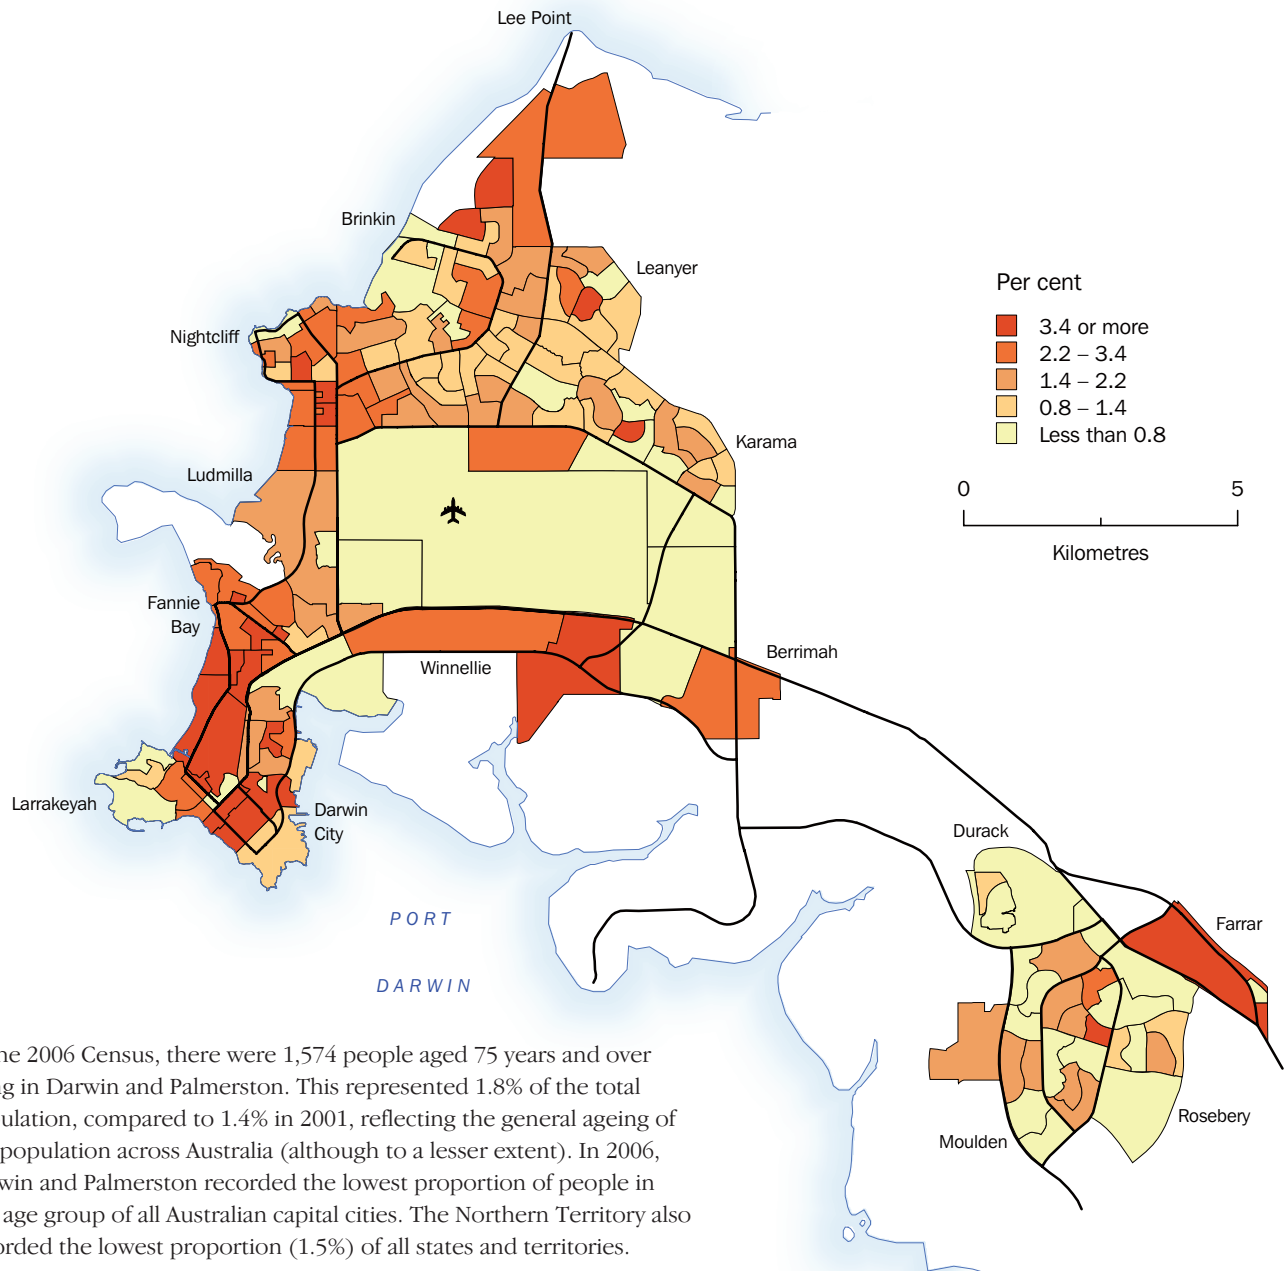 Lee Point
Brinkin
Leanyer
Nightcliff
Per cent
3.4 or more
2.2 – 3.4
1.4 – 2.2
0.8 – 1.4
Less than 0.8
Karama
Ludmilla
0 5
Kilometres
Fannie
Bay
Berrimah
Winnellie
Larrakeyah
Darwin
City
Durack
PORT
DARWIN
Farrar
Rosebery
Moulden
2006 Census, there were 1,574 people aged 75 years and over
in Darwin and Palmerston. This represented 1.8% of the total
compared to 1.4% in 2001, reflecting the general ageing of
population across Australia (although to a lesser extent). In 2006,
and Palmerston recorded the lowest proportion of people in
age group of all Australian capital cities. The Northern Territory also
the lowest proportion (1.5%) of all states and territories.